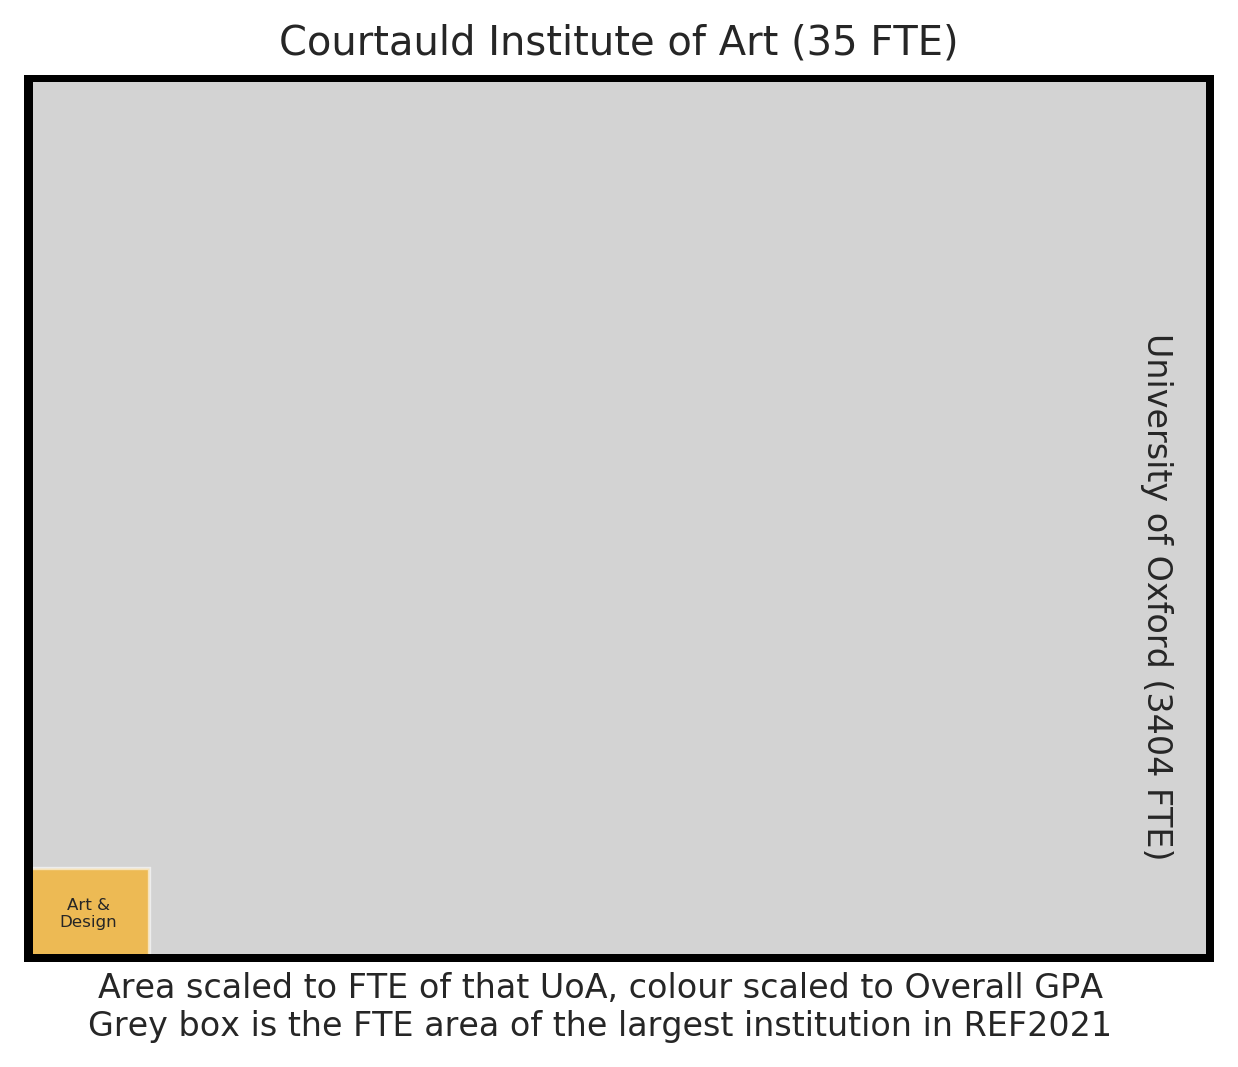 Courtauld Institute of Art (35 FTE)
University of Oxford (3404 FTE)
Art &
Design
Area scaled to FTE of that UoA, colour scaled to Overall GPA
Grey box is the FTE area of the largest institution in REF2021